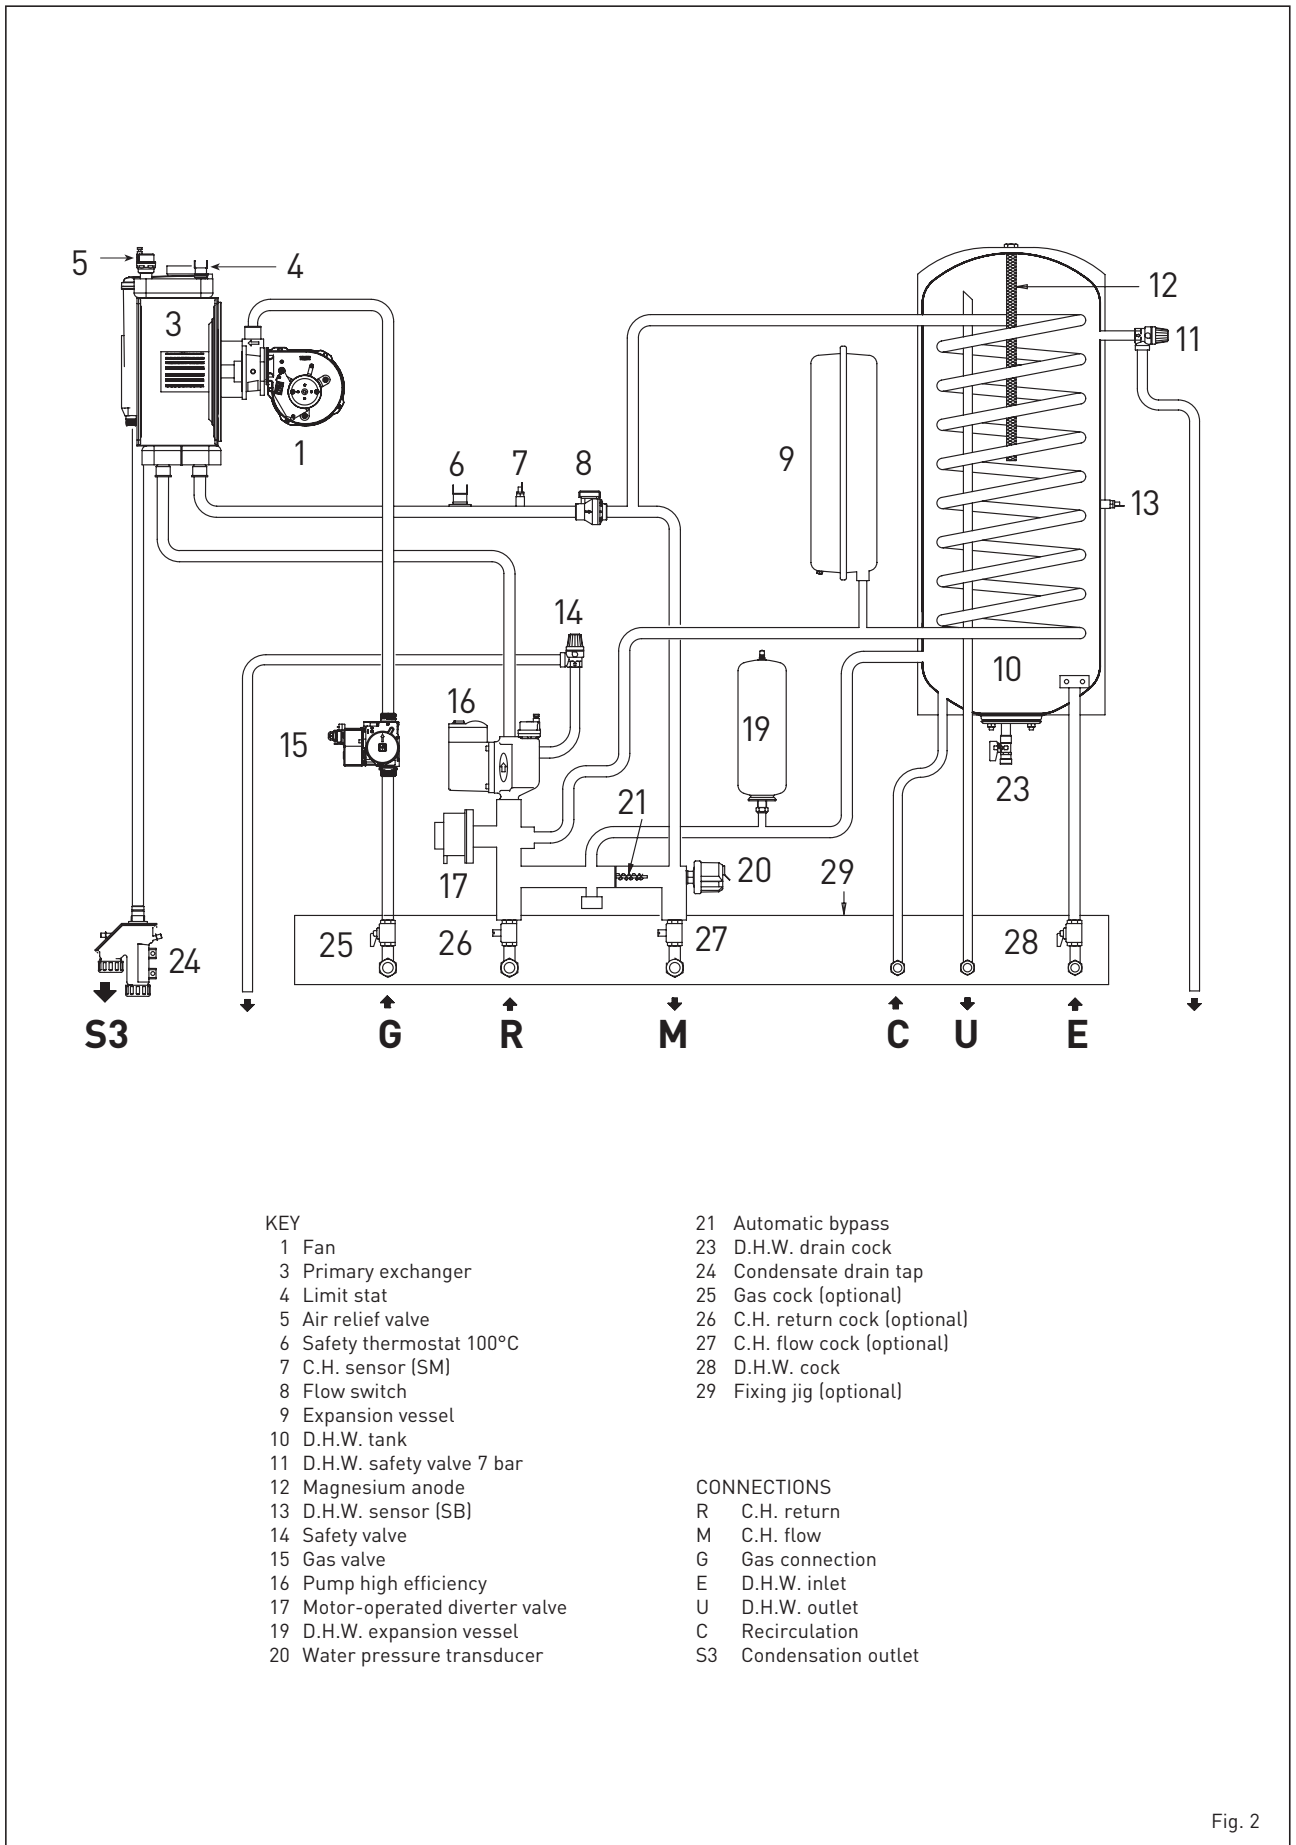 5
4
3
12
11
1
6
7
8
9
13
14
10
16
15
19
23
21
17
20
29
25
26
27
28
24
S3 G R M C U E
KEY
1 Fan
3 Primary exchanger
4 Limit stat
5 Air relief valve
6 Safety thermostat 100°C
7 C.H. sensor (SM)
8 Flow switch
9 Expansion vessel
10 D.H.W. tank
11 D.H.W. safety valve 7 bar
12 Magnesium anode
13 D.H.W. sensor (SB)
14 Safety valve
15 Gas valve
16 Pump high efficiency
17 Motor-operated diverter valve
19 D.H.W. expansion vessel
20 Water pressure transducer
21 Automatic bypass
23 D.H.W. drain cock
24 Condensate drain tap
25 Gas cock (optional)
26 C.H. return cock (optional)
27 C.H. flow cock (optional)
28 D.H.W. cock
29 Fixing jig (optional)
CONNECTIONS
R C.H. return
M C.H. flow
G Gas connection
E D.H.W. inlet
U D.H.W. outlet
C Recirculation
S3 Condensation outlet
Fig. 2